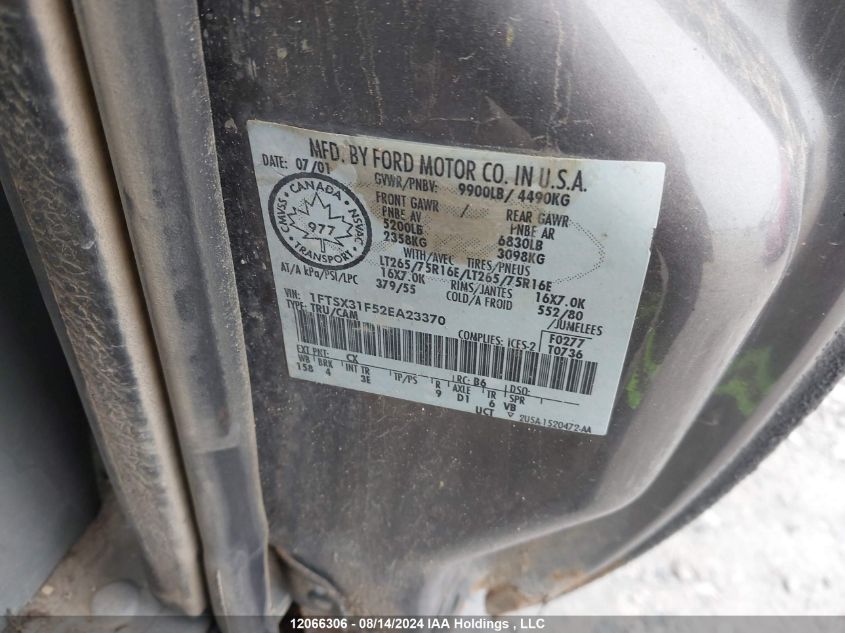 MFD. BY FORD MOTOR CO. IN U.S.A.
DATE: 07/01 GVWR/PNBV: 9900LB/ 4490KG
FRONT GAWR / REAR GAWR
PNBE AV PNBE AR
5200LB 6830LB
2358KG 3098KG
CANADA
CMVSS NSVAC
977
TRANSPORT
WITH/AVEC TIRES/PNEUS
LT265/75R16E/LT265/75R16E
16X7.0K RIMS/JANTES 16X7.0K
AT/A kPa/PSI/LPC 379/55 COLD/A FROID 552/80
VIN: 1FTSX31F52EA23370 /JUMELEES
TYPE: TRU/CAM F0277
COMPLIES: ICES-2 T0736
EXT PNT: CX RC: B6 DSO:
WB BRK INT TR TP/PS R AXLE TR SPR
158 4 3E 9 D1 6 VB
UCT 2U5A-1520472-AA
12066306 - 08/14/2024 IAA Holdings, LLC